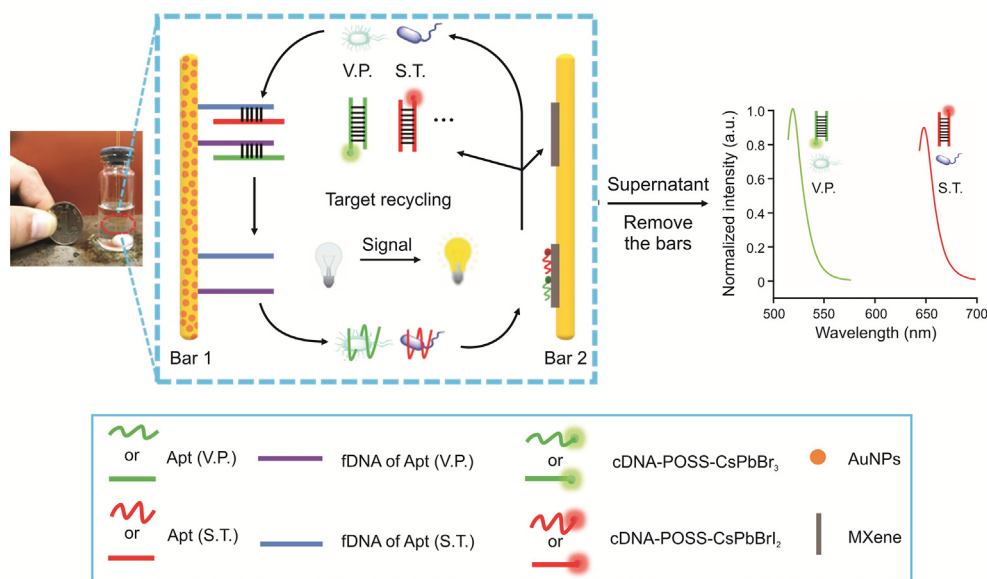 V.P. S.T.
...
Target recycling
Signal
Bar 1
Bar 2
Supernatant
Remove
the bars
Normalized intensity (a.u.)
1.0
0.8
0.6
0.4
0.2
0
V.P.
S.T.
500 550 600 650 700
Wavelength (nm)
or
Apt (V.P.)
fDNA of Apt (V.P.)
or
cDNA-POSS-CsPbBr₃
AuNPs
or
Apt (S.T.)
fDNA of Apt (S.T.)
or
cDNA-POSS-CsPbBrI₂
MXene